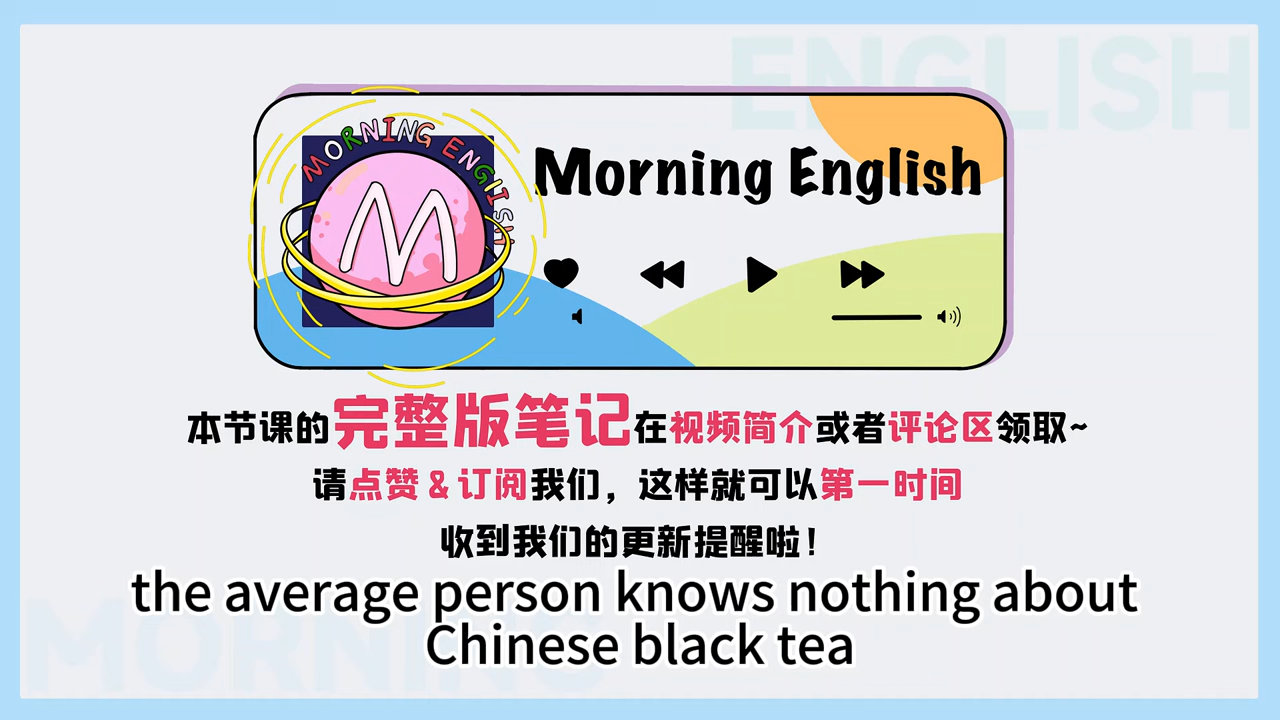 ENGLISH
MORNING ENGLISH
M
Morning English
本节课的完整版笔记在视频简介或者评论区领取~
请点赞&订阅我们，这样就可以第一时间
收到我们的更新提醒啦！
the average person knows nothing about
Chinese black tea
MORNING